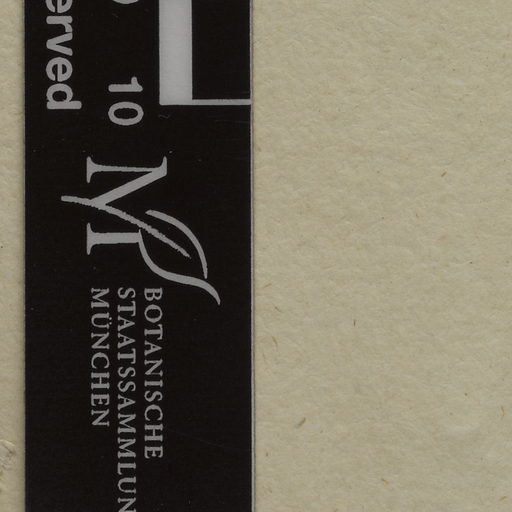 erved
10
BOTANISCHE
STAATSSAMMLUN
MÜNCHEN